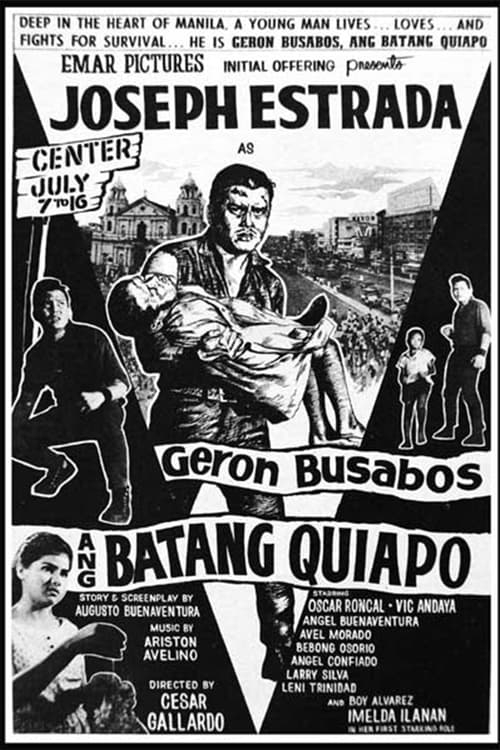 DEEP IN THE HEART OF MANILA, A YOUNG MAN LIVES... LOVES... AND
FIGHTS FOR SURVIVAL... HE IS GERON BUSABOS, ANG BATANG QUIAPO
EMAR PICTURES INITIAL OFFERING presents
JOSEPH ESTRADA
AS
CENTER
JULY
7 TO 16
GERON BUSABOS
ANG
BATANG QUIAPO
STORY & SCREENPLAY BY
AUGUSTO BUENAVENTURA
MUSIC BY
ARISTON
AVELINO
DIRECTED BY
CESAR
GALLARDO
STARRING
OSCAR RONCAL • VIC ANDAYA
ANGEL BUENAVENTURA
AVEL MORADO
BEBONG OSORIO
ANGEL CONFIADO
LARRY SILVA
LENI TRINIDAD
AND BOY ALVAREZ
IMELDA ILANAN
IN HER FIRST STARRING ROLE